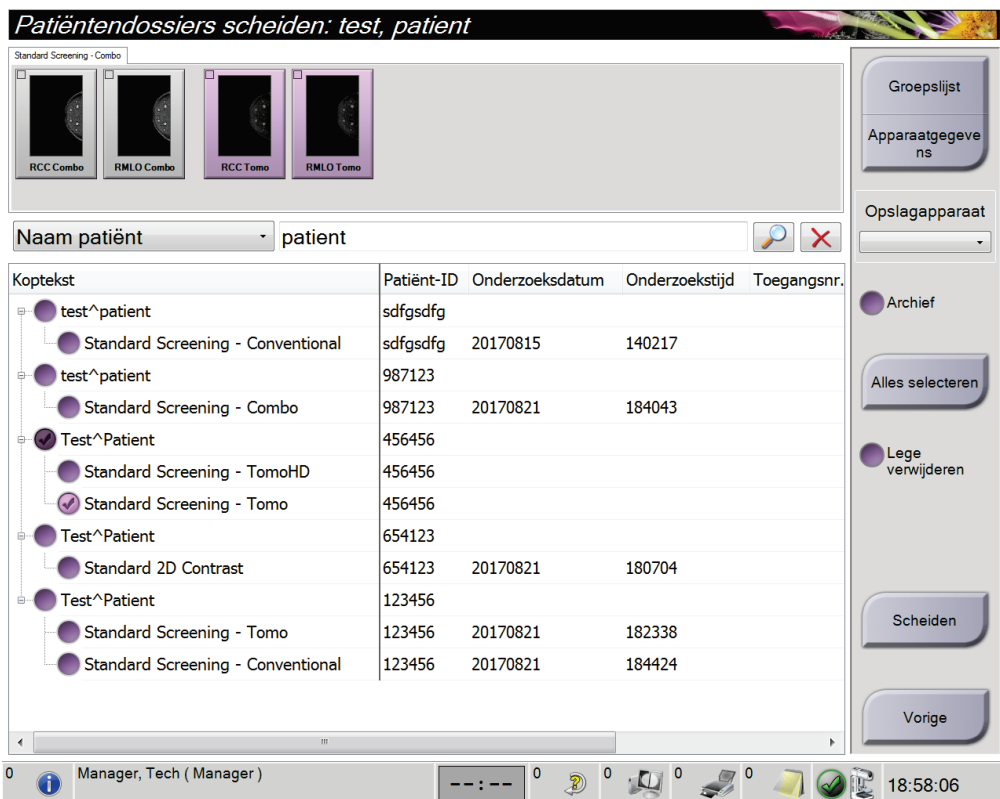 Patiëntendossiers scheiden: test, patient
Standard Screening - Combo
RCC Combo
RMLO Combo
RCC Tomo
RMLO Tomo
Groepslijst
Apparaatgegeve
ns
Opslagapparaat
Archief
Alles selecteren
Lege
verwijderen
Scheiden
Vorige
Naam patiënt patient
Koptekst Patiënt-ID Onderzoeksdatum Onderzoekstijd Toegangsnr.
test^patient sdfgsdfg
Standard Screening - Conventional sdfgsdfg 20170815 140217
test^patient 987123
Standard Screening - Combo 987123 20170821 184043
Test^Patient 456456
Standard Screening - TomoHD 456456
Standard Screening - Tomo 456456
Test^Patient 654123
Standard 2D Contrast 654123 20170821 180704
Test^Patient 123456
Standard Screening - Tomo 123456 20170821 182338
Standard Screening - Conventional 123456 20170821 184424
0 Manager, Tech ( Manager ) --:-- 0 0 0 0 18:58:06